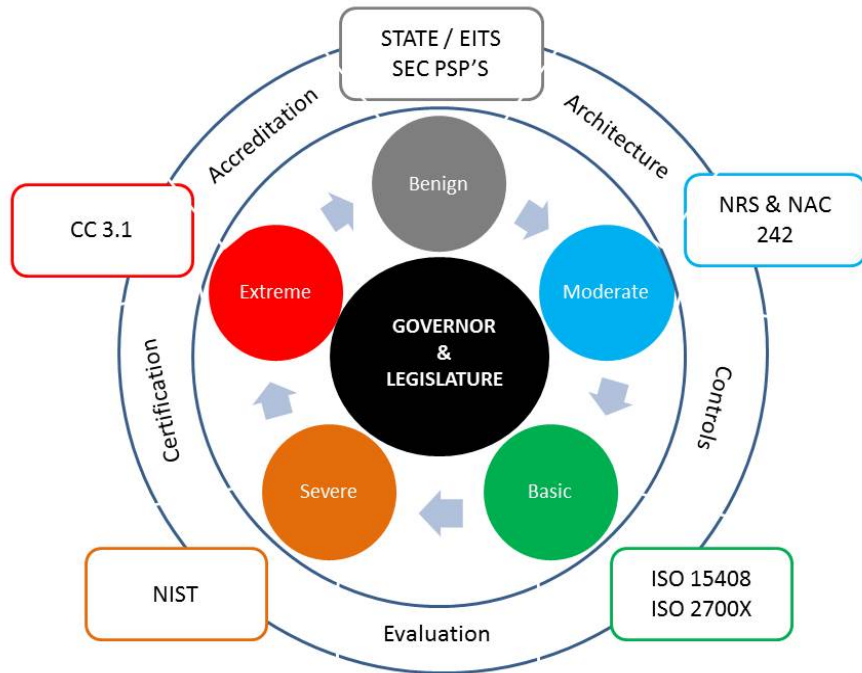 STATE / EITS
SEC PSP'S
Accreditation
Architecture
Benign
CC 3.1
NRS & NAC
242
Extreme
Moderate
GOVERNOR
&
LEGISLATURE
Certification
Controls
Severe
Basic
NIST
ISO 15408
ISO 2700X
Evaluation